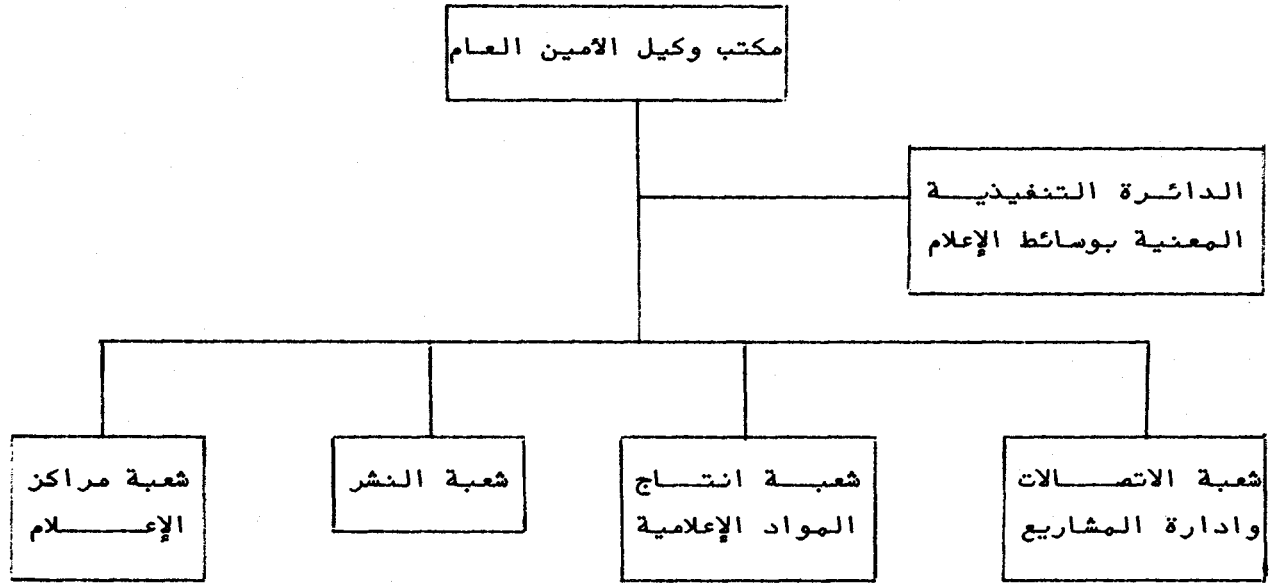 مكتب وكيل الأمين العام
الدائرة التنفيذية
المعنية بوسائط الإعلام
شعبة الاتصالات
وادارة المشاريع
شعبة انتاج
المواد الإعلامية
شعبة النشر
شعبة مراكز
الإعلام